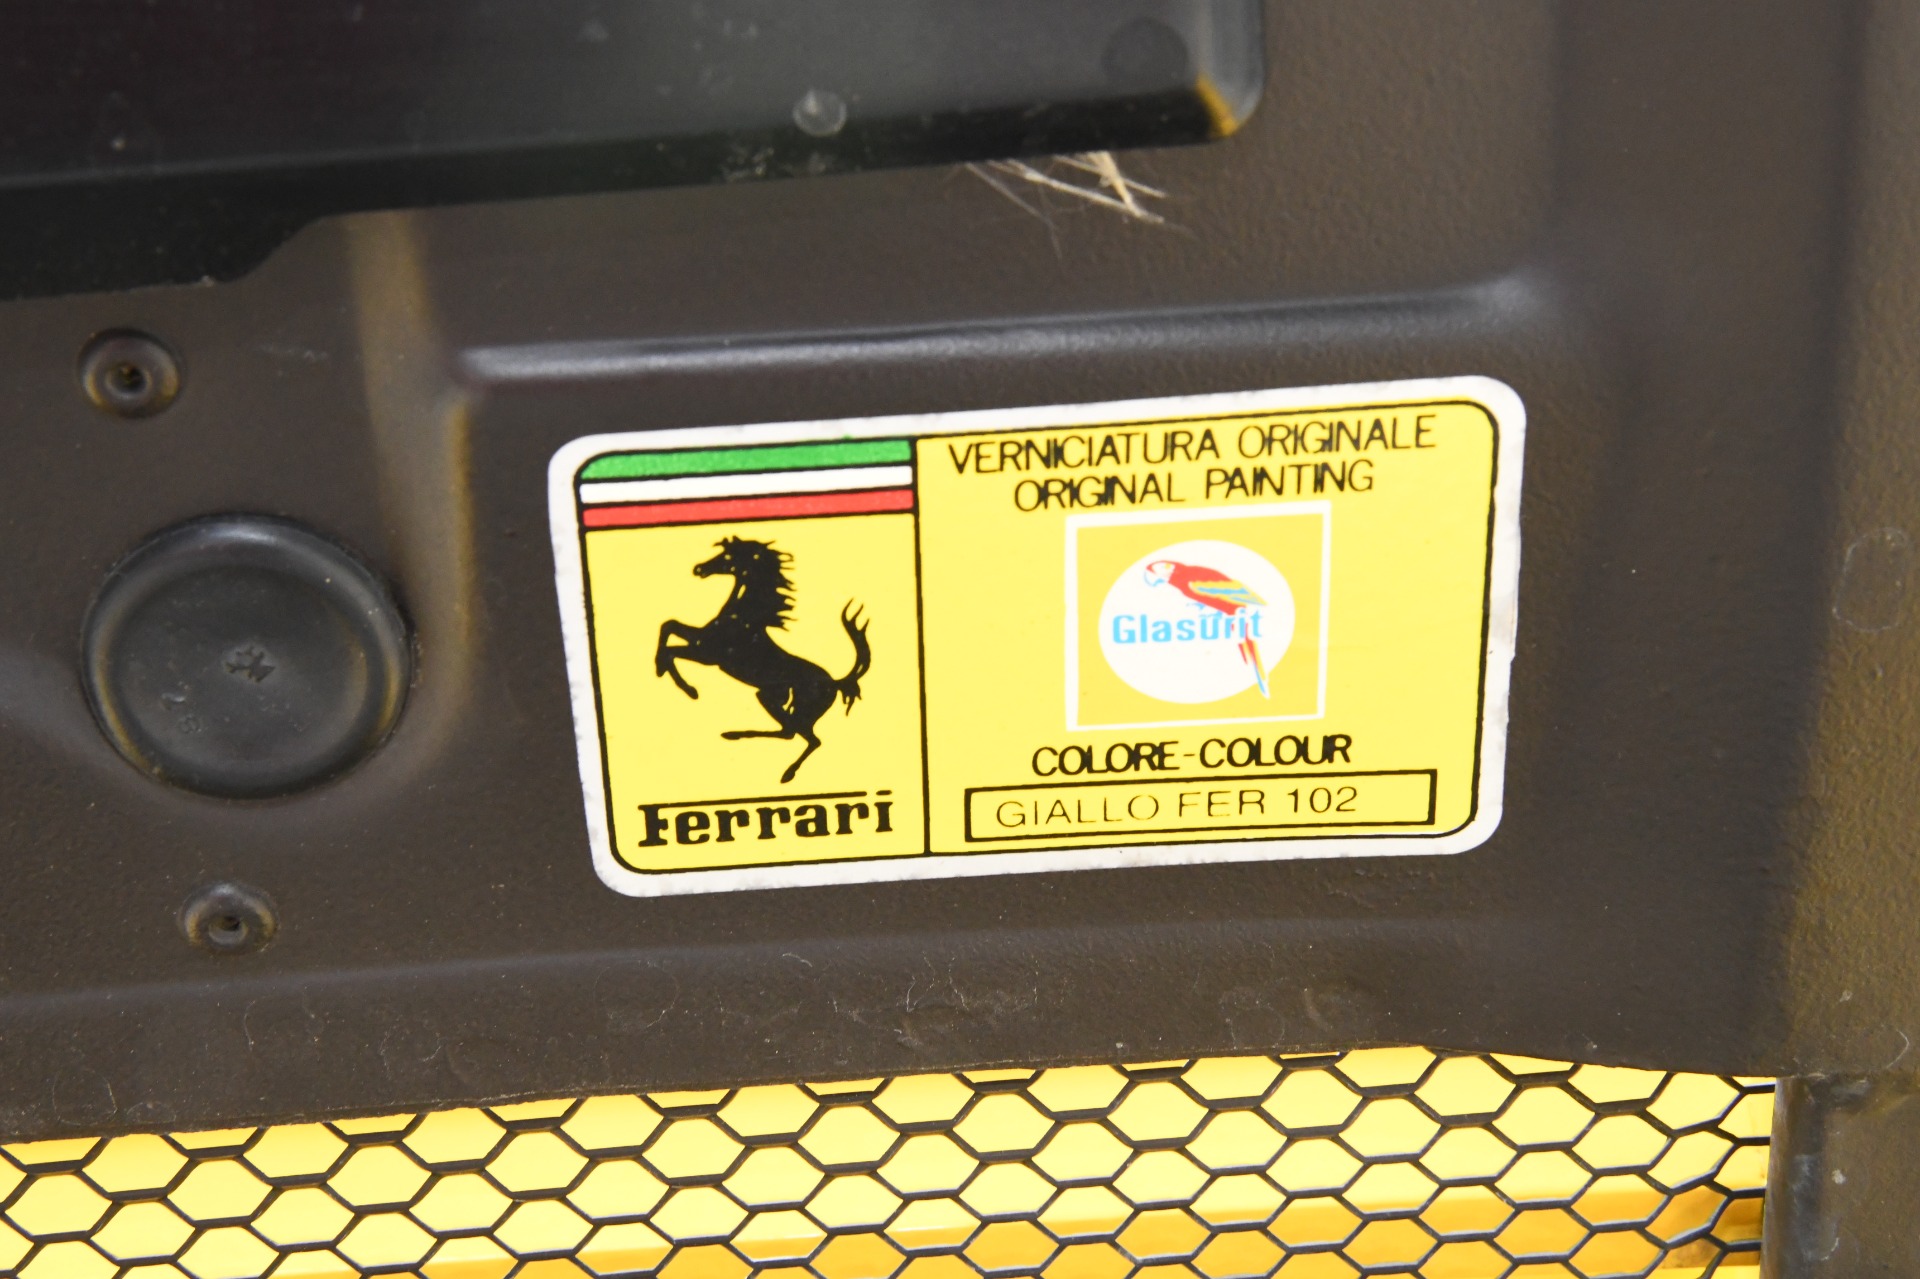 VERNICIATURA ORIGINALE
ORIGINAL PAINTING
Glasurit
COLORE-COLOUR
GIALLO FER 102
Ferrari